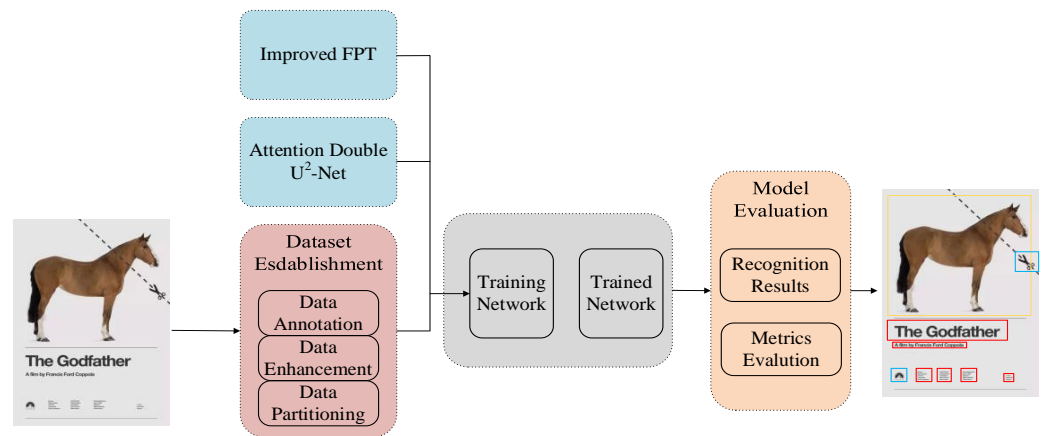 Improved FPT
Attention Double
U²-Net
Dataset
Esdablishment
Data
Annotation
Data
Enhancement
Data
Partitioning
Training
Network
Trained
Network
Model
Evaluation
Recognition
Results
Metrics
Evalution
The Godfather
A film by Francis Ford Coppola
The Godfather
A film by Francis Ford Coppola